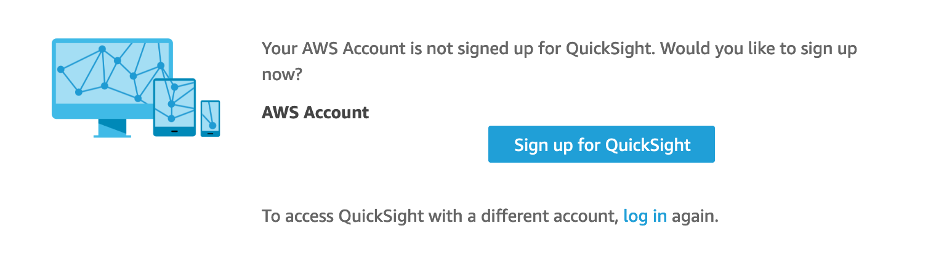 Your AWS Account is not signed up for QuickSight. Would you like to sign up
now?
AWS Account
Sign up for QuickSight
To access QuickSight with a different account, log in again.